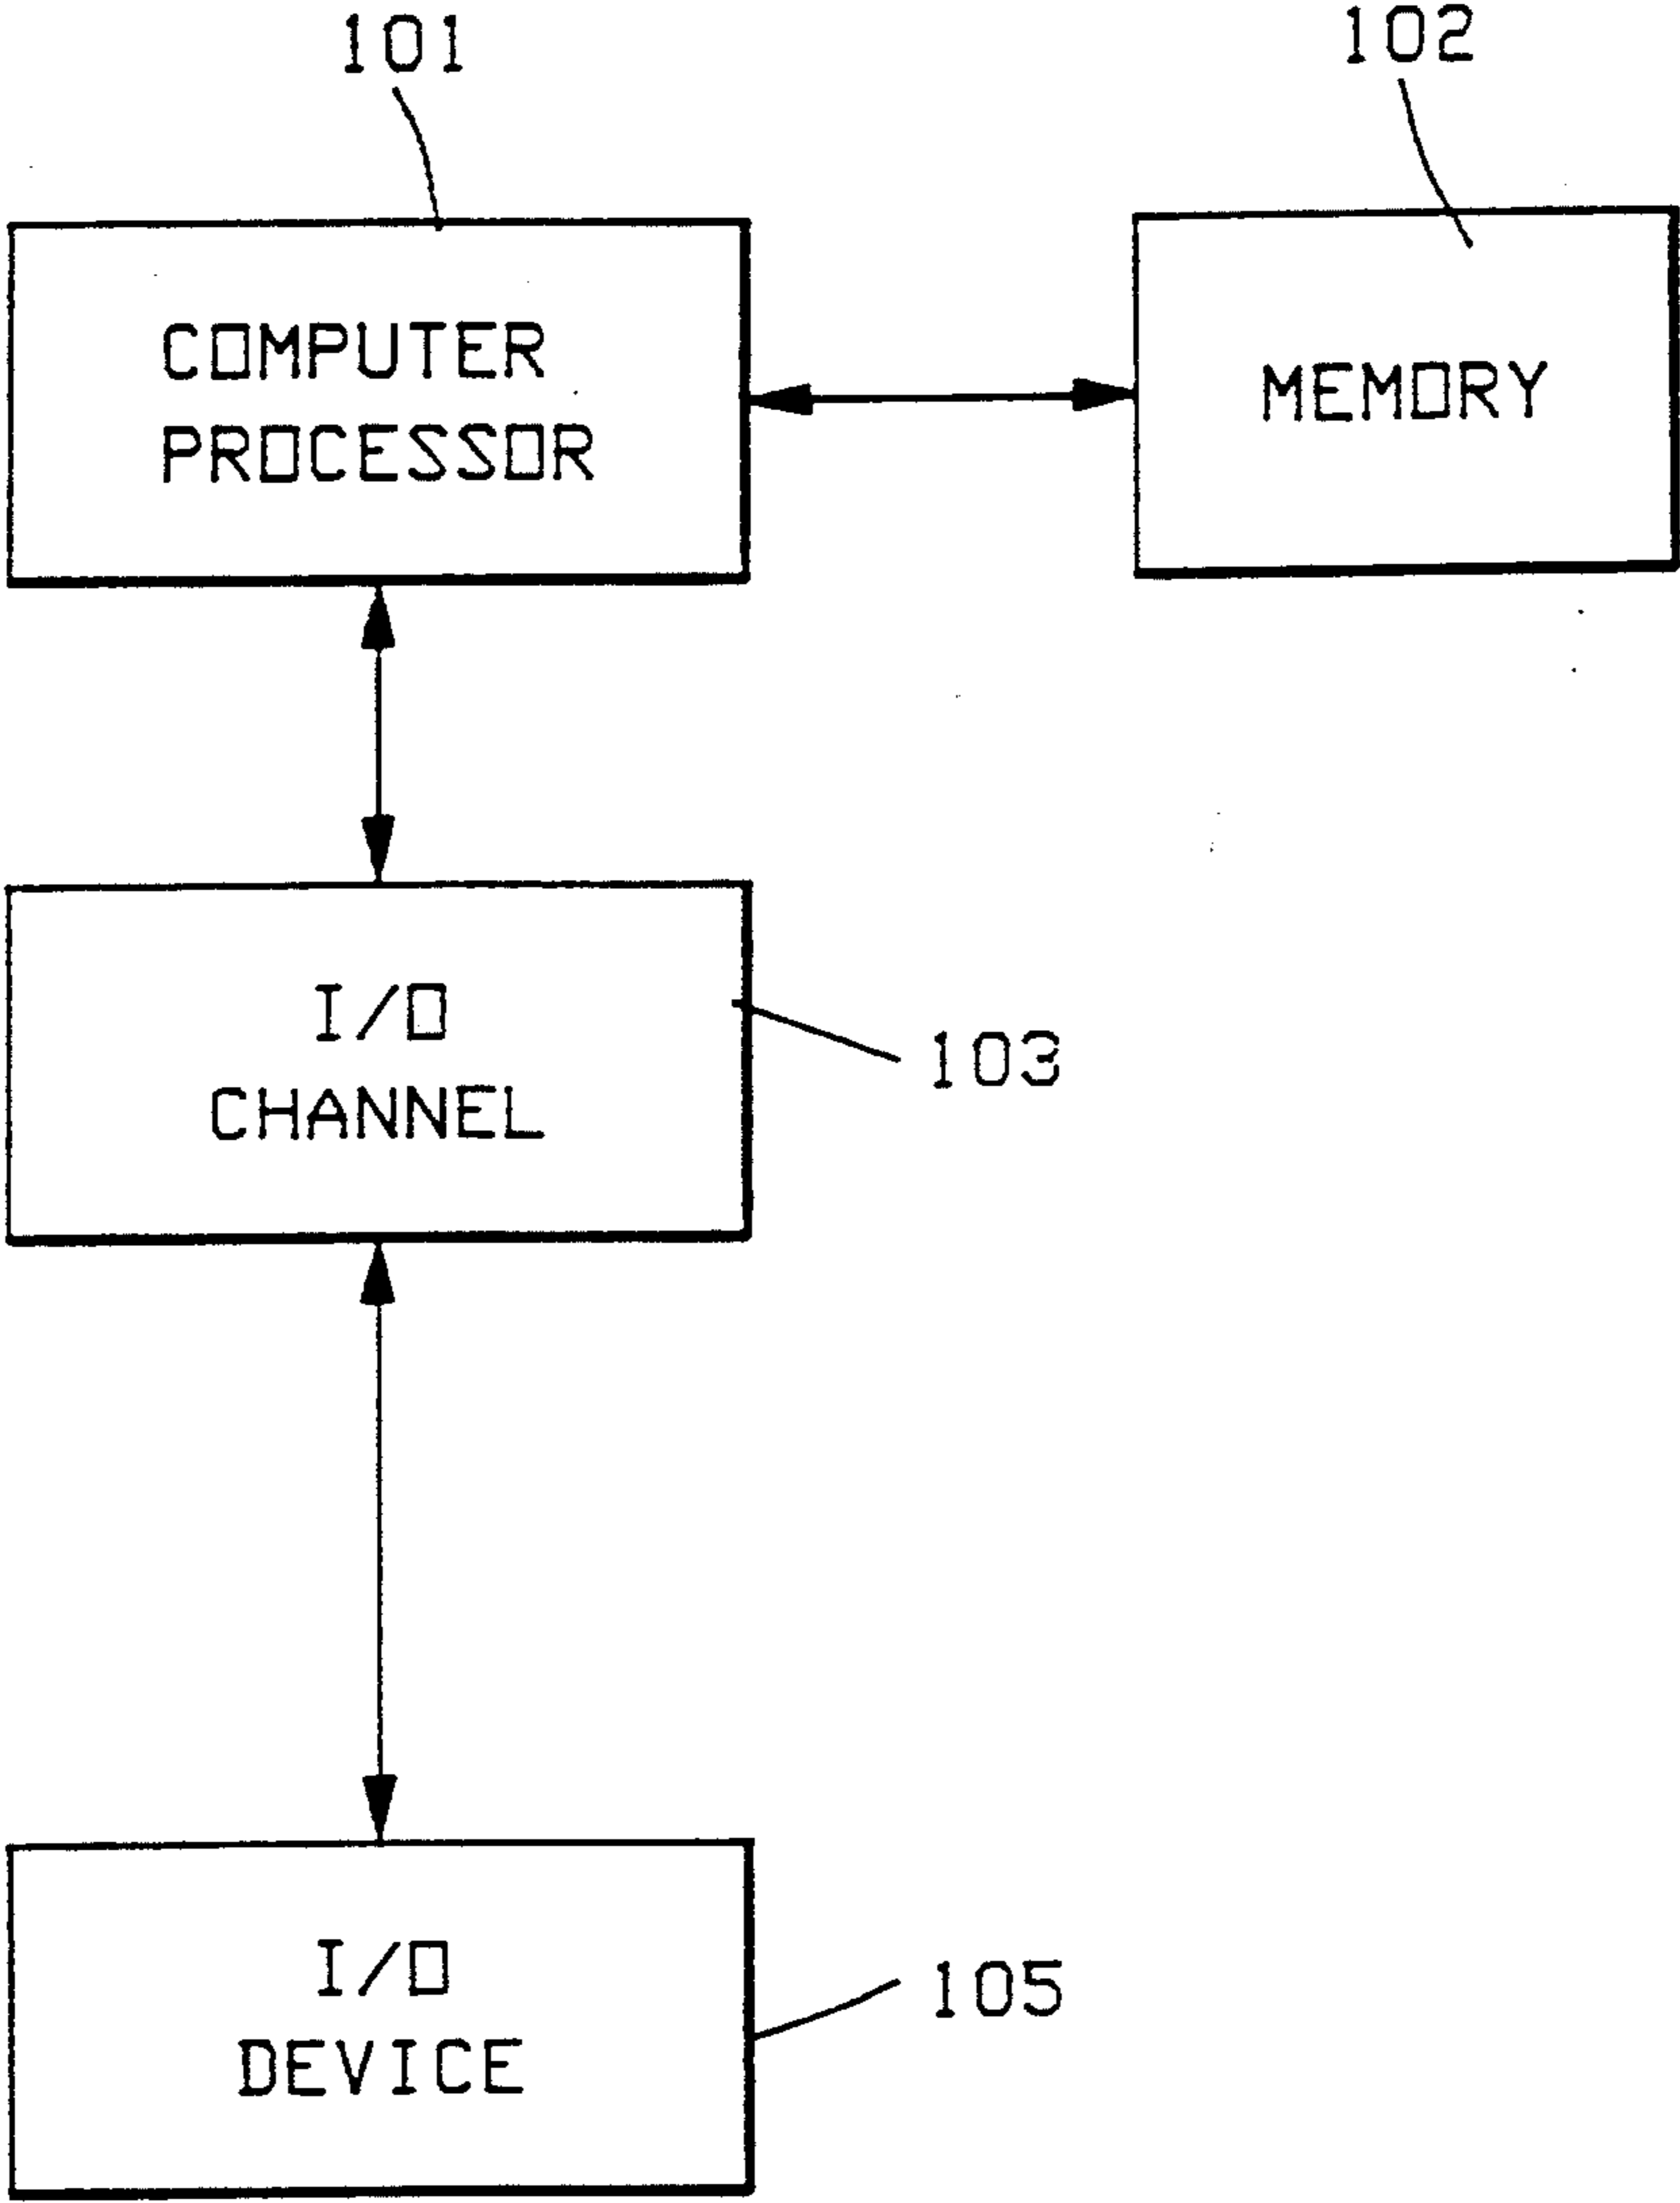 101
102
COMPUTER
PROCESSOR
MEMORY
I/O
CHANNEL
103
I/O
DEVICE
105